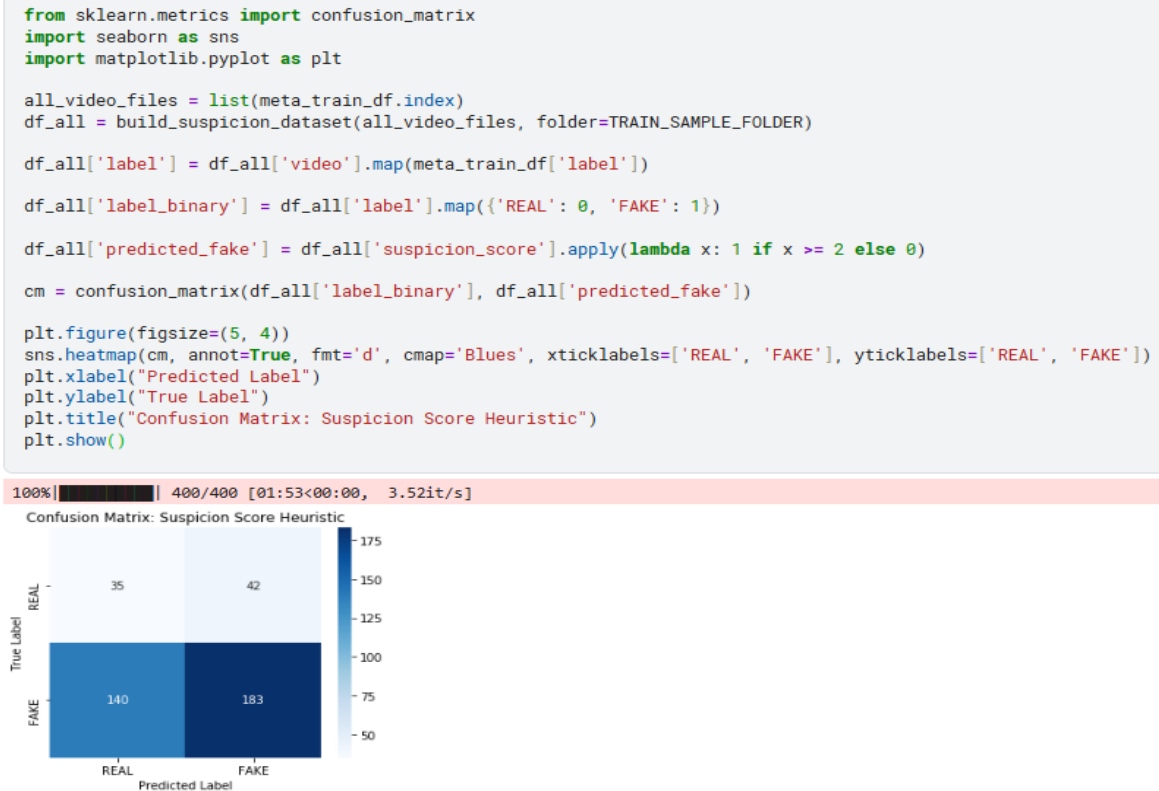 from sklearn.metrics import confusion_matrix
import seaborn as sns
import matplotlib.pyplot as plt
all_video_files = list(meta_train_df.index)
df_all = build_suspicion_dataset(all_video_files, folder=TRAIN_SAMPLE_FOLDER)
df_all['label'] = df_all['video'].map(meta_train_df['label'])
df_all['label_binary'] = df_all['label'].map({'REAL': 0, 'FAKE': 1})
df_all['predicted_fake'] = df_all['suspicion_score'].apply(lambda x: 1 if x >= 2 else 0)
cm = confusion_matrix(df_all['label_binary'], df_all['predicted_fake'])
plt.figure(figsize=(5, 4))
sns.heatmap(cm, annot=True, fmt='d', cmap='Blues', xticklabels=['REAL', 'FAKE'], yticklabels=['REAL', 'FAKE'])
plt.xlabel("Predicted Label")
plt.ylabel("True Label")
plt.title("Confusion Matrix: Suspicion Score Heuristic")
plt.show()
100%|██████████| 400/400 [01:53<00:00, 3.52it/s]
Confusion Matrix: Suspicion Score Heuristic
True Label
REAL
35 42
FAKE
140 183
REAL FAKE
Predicted Label
175
150
125
100
75
50